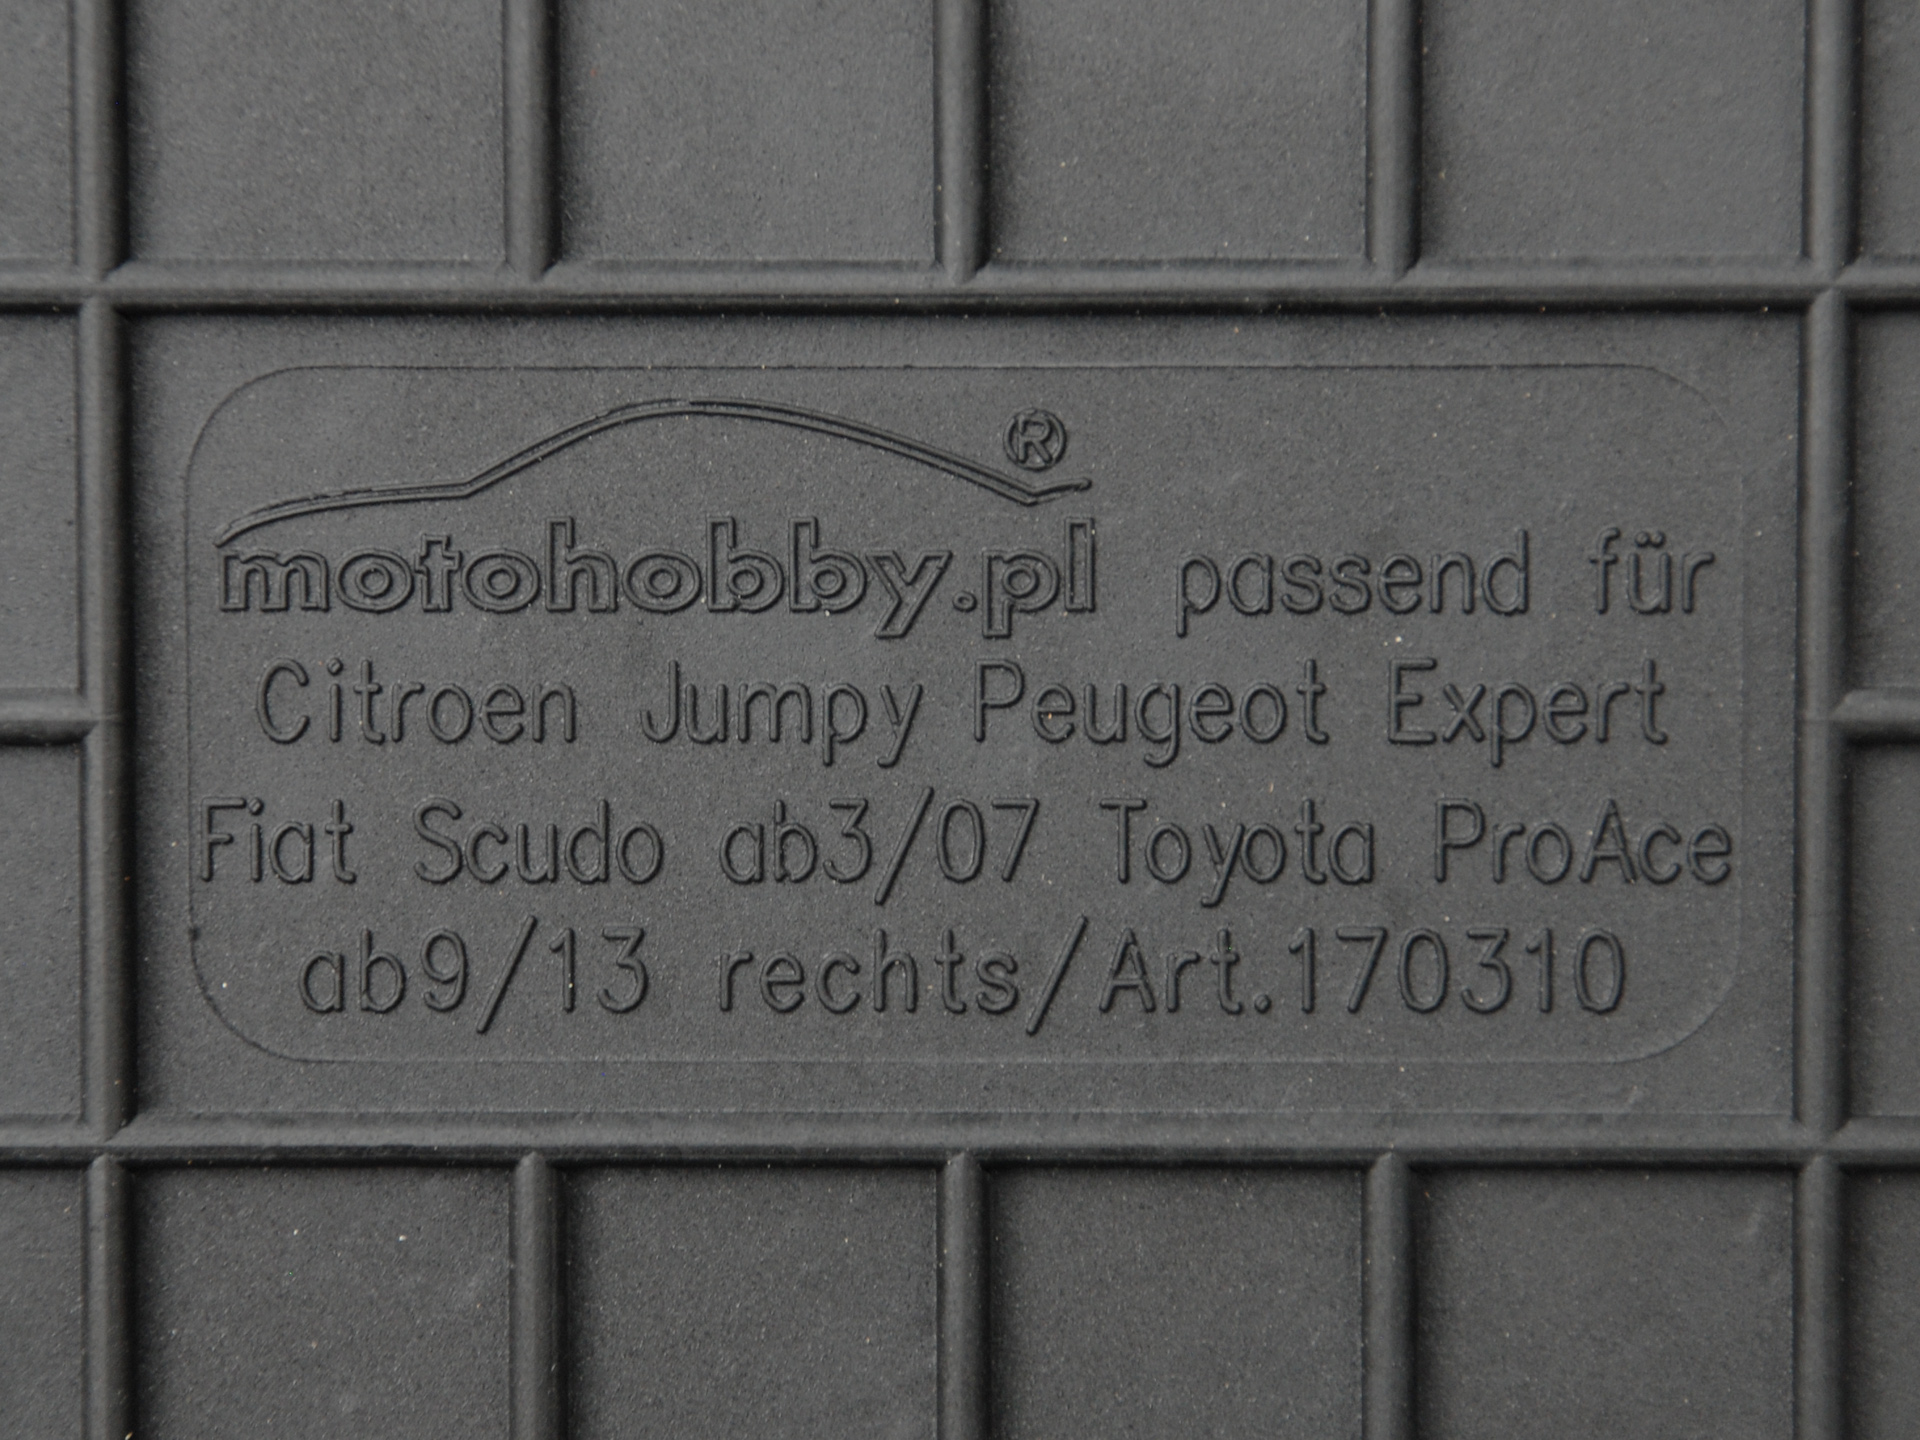 motohobby.pl® passend für
Citroen Jumpy Peugeot Expert
Fiat Scudo ab3/07 Toyota ProAce
ab9/13 rechts/Art.170310